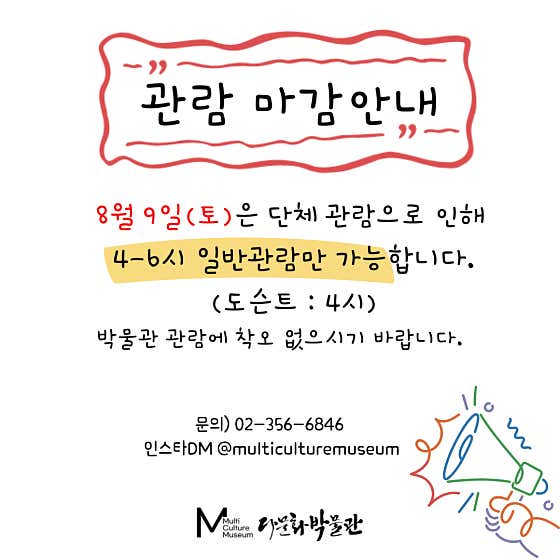 관람 마감안내
8월 9일(토)은 단체 관람으로 인해
4-6시 일반관람만 가능합니다.
(도슨트 : 4시)
박물관 관람에 착오 없으시기 바랍니다.
문의) 02-356-6846
인스타DM @multiculturemuseum
M Multi
Culture
Museum
다문화박물관